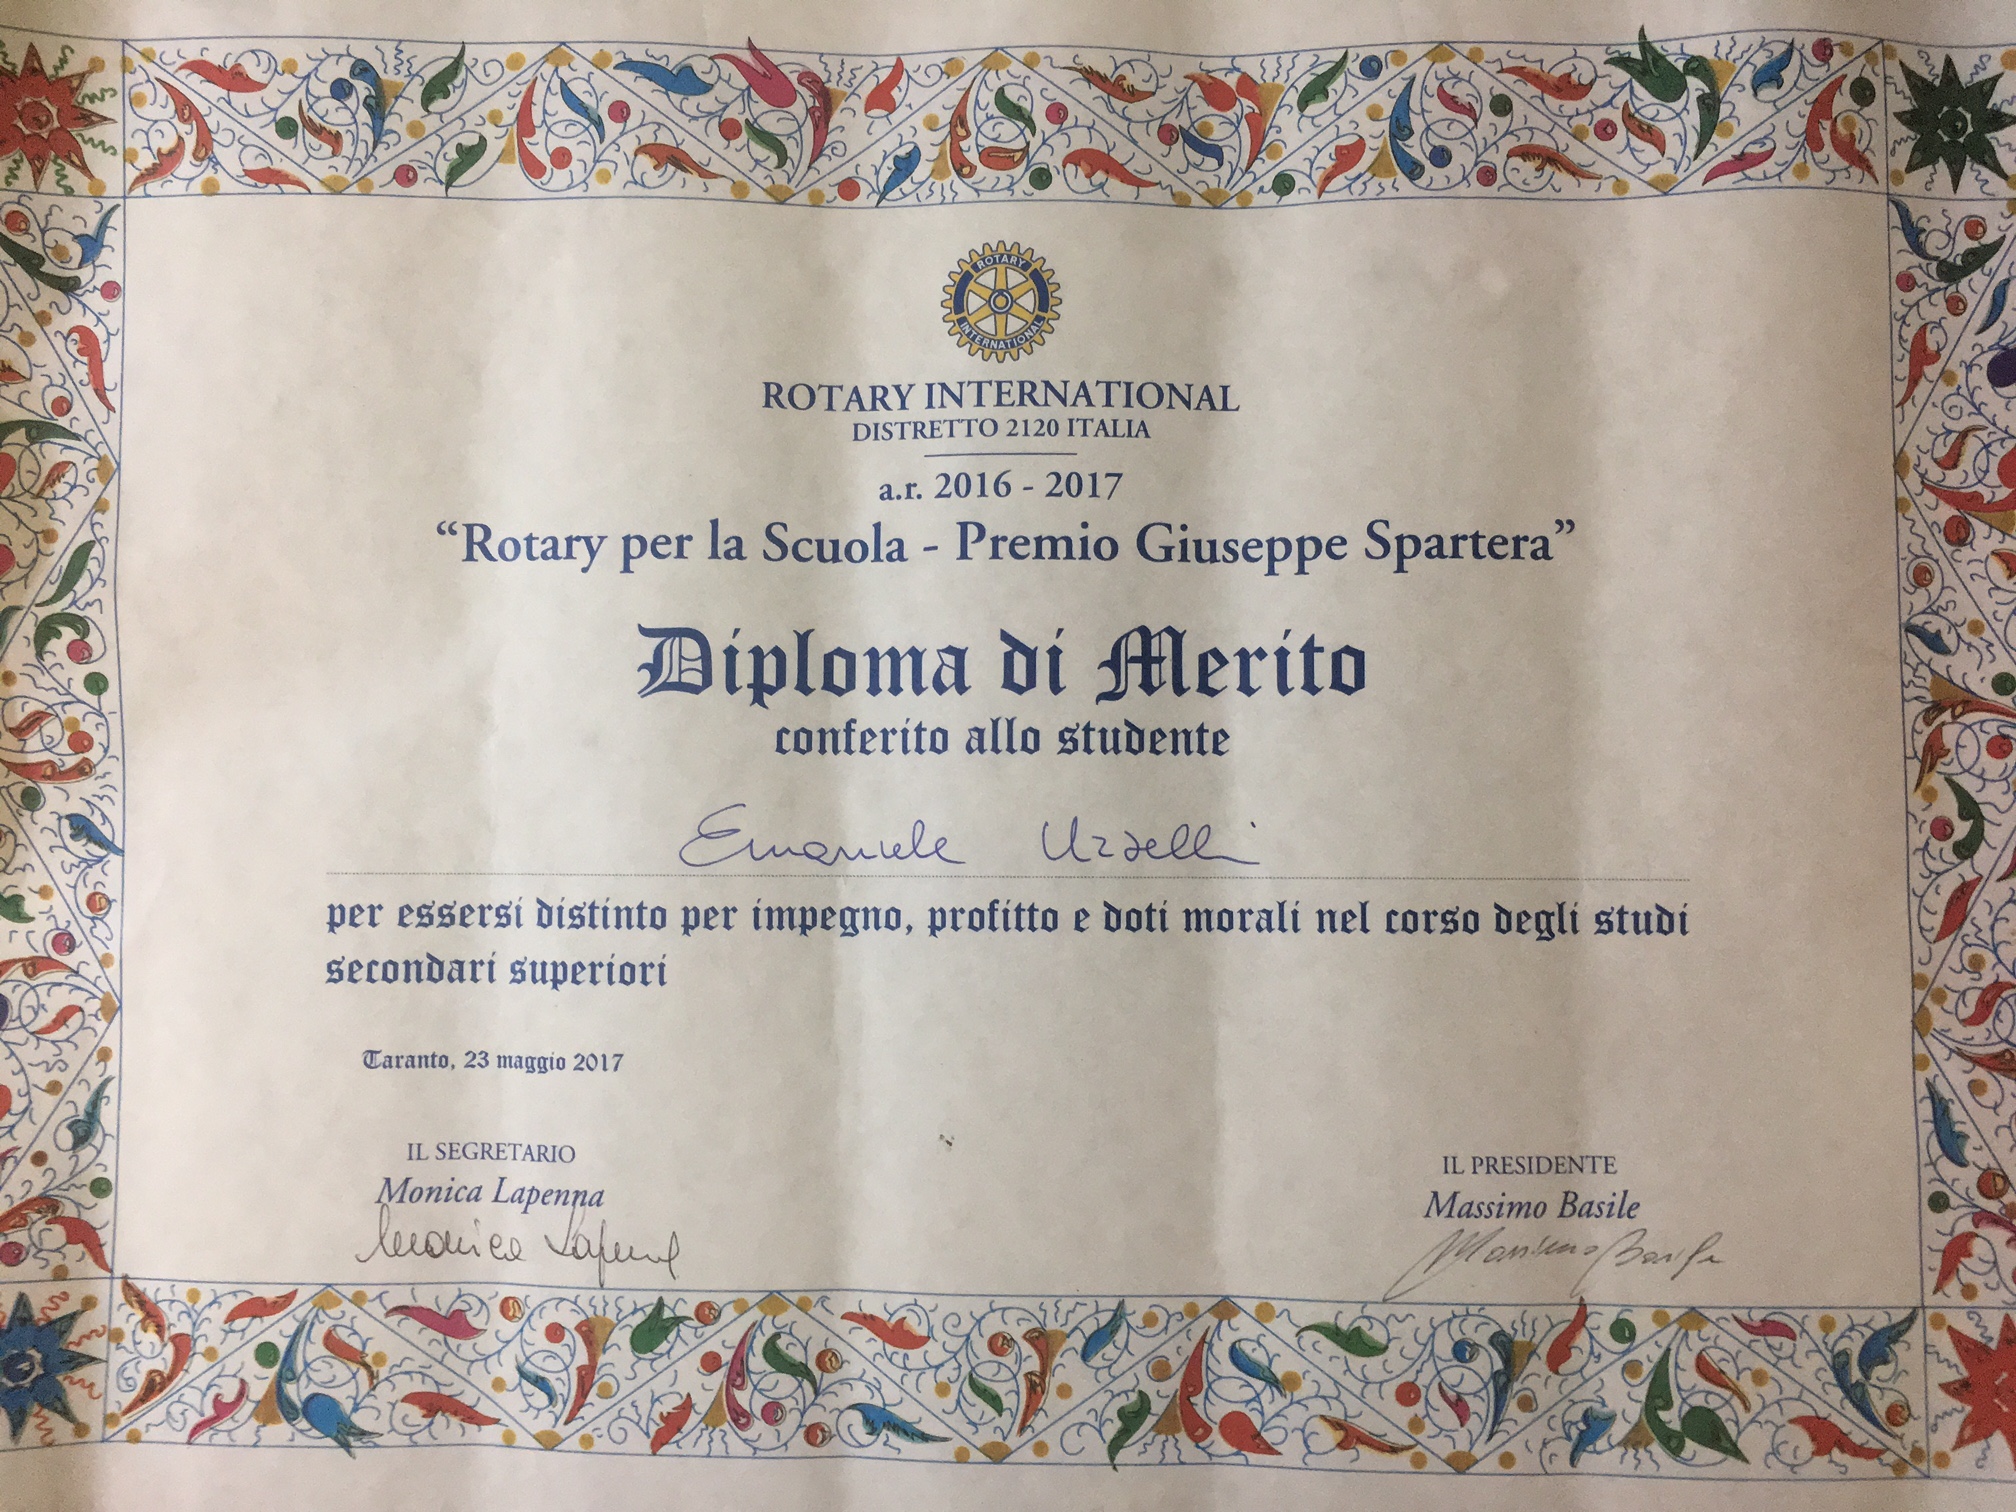 ROTARY
INTERNATIONAL
ROTARY INTERNATIONAL
DISTRETTO 2120 ITALIA
a.r. 2016 - 2017
“Rotary per la Scuola - Premio Giuseppe Spartera”
Diploma di Merito
conferito allo studente
Emanuele
per essersi distinto per impegno, profitto e doti morali nel corso degli studi
secondari superiori
Taranto, 23 maggio 2017
IL SEGRETARIO
Monica Lapenna
Monica Lapenna
IL PRESIDENTE
Massimo Basile
Massimo Basile